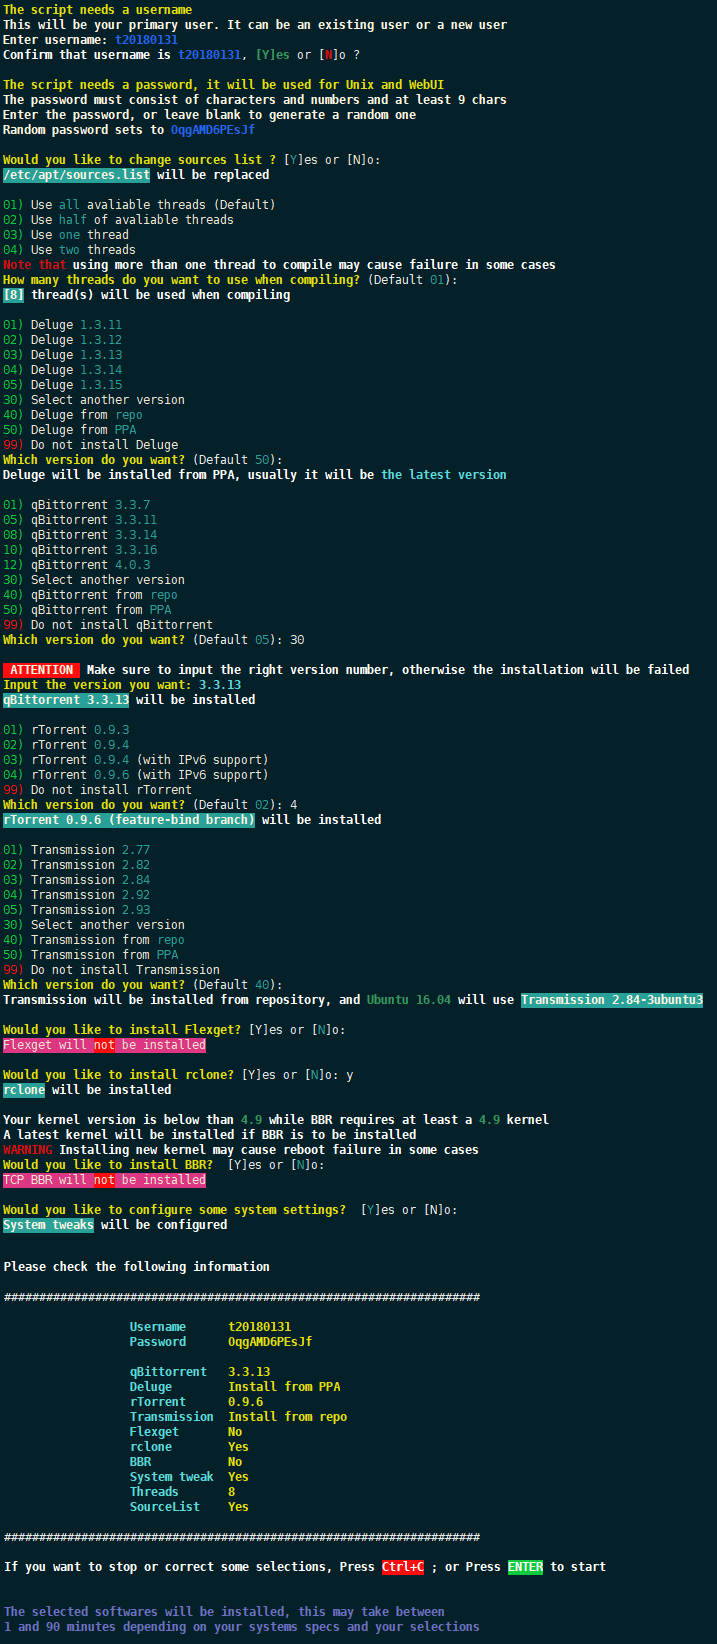 The script needs a username
This will be your primary user. It can be an existing user or a new user
Enter username: t20180131
Confirm that username is t20180131, [Y]es or [N]o ?
The script needs a password, it will be used for Unix and WebUI
The password must consist of characters and numbers and at least 9 chars
Enter the password, or leave blank to generate a random one
Random password sets to OqgAMD6PEsJf
Would you like to change sources list ? [Y]es or [N]o:
/etc/apt/sources.list will be replaced
01) Use all avaliable threads (Default)
02) Use half of avaliable threads
03) Use one thread
04) Use two threads
Note that using more than one thread to compile may cause failure in some cases
How many threads do you want to use when compiling? (Default 01):
[8] thread(s) will be used when compiling
01) Deluge 1.3.11
02) Deluge 1.3.12
03) Deluge 1.3.13
04) Deluge 1.3.14
05) Deluge 1.3.15
30) Select another version
40) Deluge from repo
50) Deluge from PPA
99) Do not install Deluge
Which version do you want? (Default 50):
Deluge will be installed from PPA, usually it will be the latest version
01) qBittorrent 3.3.7
05) qBittorrent 3.3.11
08) qBittorrent 3.3.14
10) qBittorrent 3.3.16
12) qBittorrent 4.0.3
30) Select another version
40) qBittorrent from repo
50) qBittorrent from PPA
99) Do not install qBittorrent
Which version do you want? (Default 05): 30
ATTENTION Make sure to input the right version number, otherwise the installation will be failed
Input the version you want: 3.3.13
qBittorrent 3.3.13 will be installed
01) rTorrent 0.9.3
02) rTorrent 0.9.4
03) rTorrent 0.9.4 (with IPv6 support)
04) rTorrent 0.9.6 (with IPv6 support)
99) Do not install rTorrent
Which version do you want? (Default 02): 4
rTorrent 0.9.6 (feature-bind branch) will be installed
01) Transmission 2.77
02) Transmission 2.82
03) Transmission 2.84
04) Transmission 2.92
05) Transmission 2.93
30) Select another version
40) Transmission from repo
50) Transmission from PPA
99) Do not install Transmission
Which version do you want? (Default 40):
Transmission will be installed from repository, and Ubuntu 16.04 will use Transmission 2.84-3ubuntu3
Would you like to install Flexget? [Y]es or [N]o:
Flexget will not be installed
Would you like to install rclone? [Y]es or [N]o: y
rclone will be installed
Your kernel version is below than 4.9 while BBR requires at least a 4.9 kernel
A latest kernel will be installed if BBR is to be installed
WARNING Installing new kernel may cause reboot failure in some cases
Would you like to install BBR? [Y]es or [N]o:
TCP BBR will not be installed
Would you like to configure some system settings? [Y]es or [N]o:
System tweaks will be configured
Please check the following information
####################################################################
Username t20180131
Password OqgAMD6PEsJf
qBittorrent 3.3.13
Deluge Install from PPA
rTorrent 0.9.6
Transmission Install from repo
Flexget No
rclone Yes
BBR No
System tweak Yes
Threads 8
SourceList Yes
####################################################################
If you want to stop or correct some selections, Press Ctrl+C ; or Press ENTER to start
The selected softwares will be installed, this may take between
1 and 90 minutes depending on your systems specs and your selections